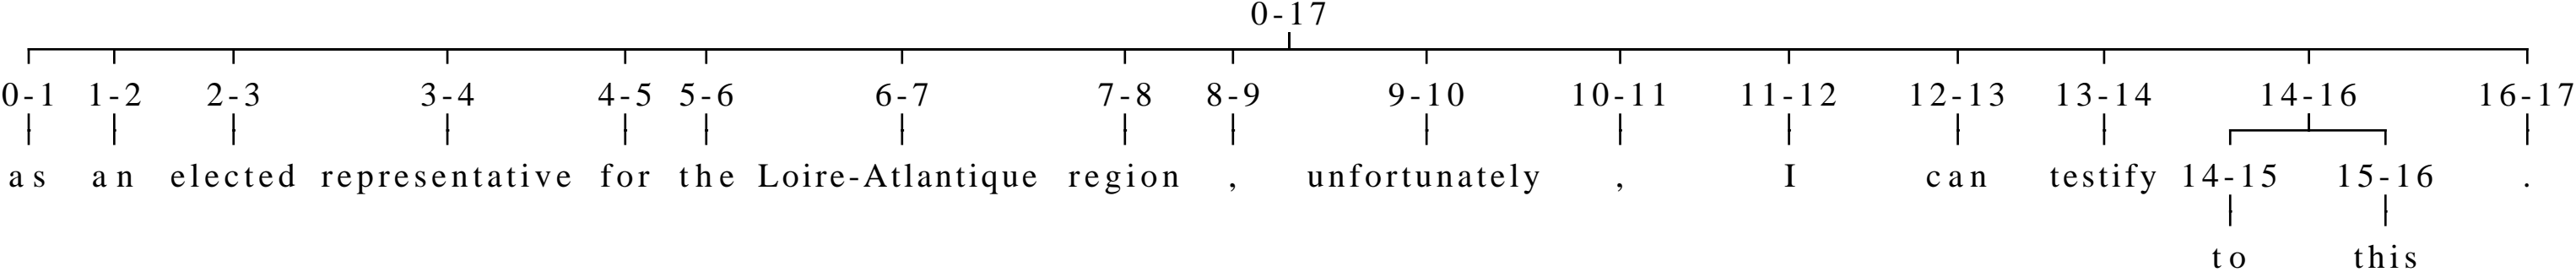 0-17
0-1 1-2 2-3 3-4 4-5 5-6 6-7 7-8 8-9 9-10 10-11 11-12 12-13 13-14 14-16 16-17
as an elected representative for the Loire-Atlantique region , unfortunately , I can testify 14-15 15-16 .
to this